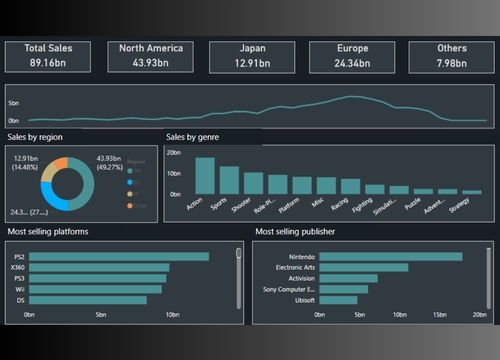 Total Sales
89.16bn
North America
43.93bn
Japan
12.91bn
Europe
24.34bn
Others
7.98bn
5bn
0bn
Sales by region
12.91bn
(14.48%)
43.93bn
(49.27%)
24.3... (27....)
Region
Sales by genre
20bn
10bn
0bn
Action
Sports
Shooter
Role-Pl...
Platform
Misc
Racing
Fighting
Simulati...
Puzzle
Advent...
Strategy
Most selling platforms
PS2
X360
PS3
Wii
DS
0bn 5bn 10bn
Most selling publisher
Nintendo
Electronic Arts
Activision
Sony Computer E...
Ubisoft
0bn 5bn 10bn 15bn 20bn